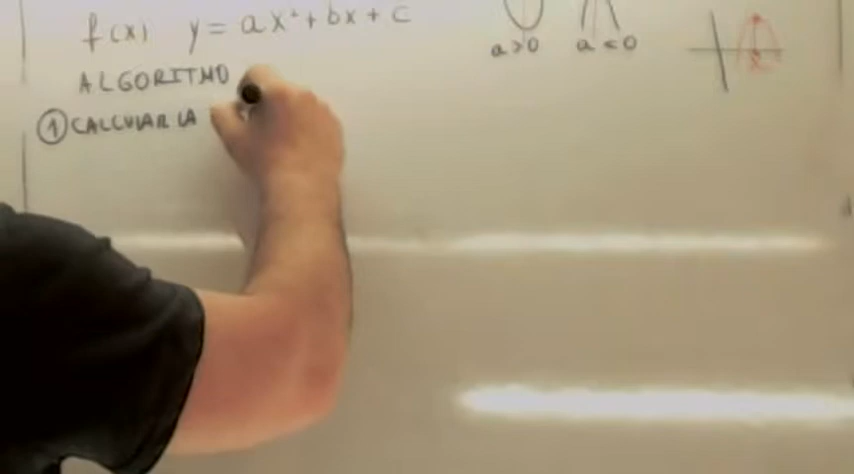 f(x) y = ax² + bx + c
a>0 a<0
ALGORITMO
① CALCULAR LA